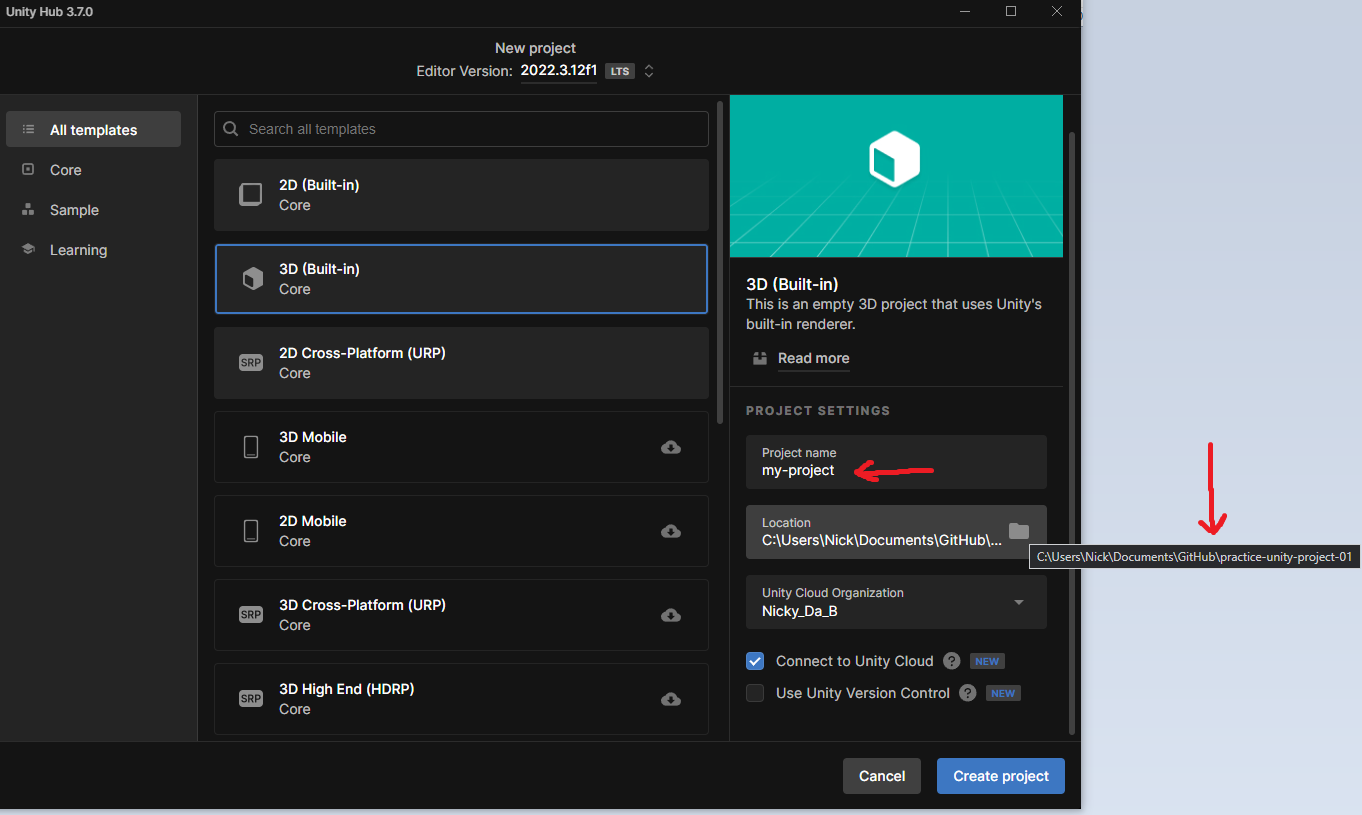 Unity Hub 3.7.0
New project
Editor Version: 2022.3.12f1 LTS
All templates
Core
Sample
Learning
Search all templates
2D (Built-in)
Core
3D (Built-in)
Core
SRP
2D Cross-Platform (URP)
Core
3D Mobile
Core
2D Mobile
Core
SRP
3D Cross-Platform (URP)
Core
SRP
3D High End (HDRP)
Core
3D (Built-in)
This is an empty 3D project that uses Unity's
built-in renderer.
Read more
PROJECT SETTINGS
Project name
my-project
Location
C:\Users\Nick\Documents\GitHub\...
C:\Users\Nick\Documents\GitHub\practice-unity-project-01
Unity Cloud Organization
Nicky_Da_B
Connect to Unity Cloud ? NEW
Use Unity Version Control ? NEW
Cancel
Create project